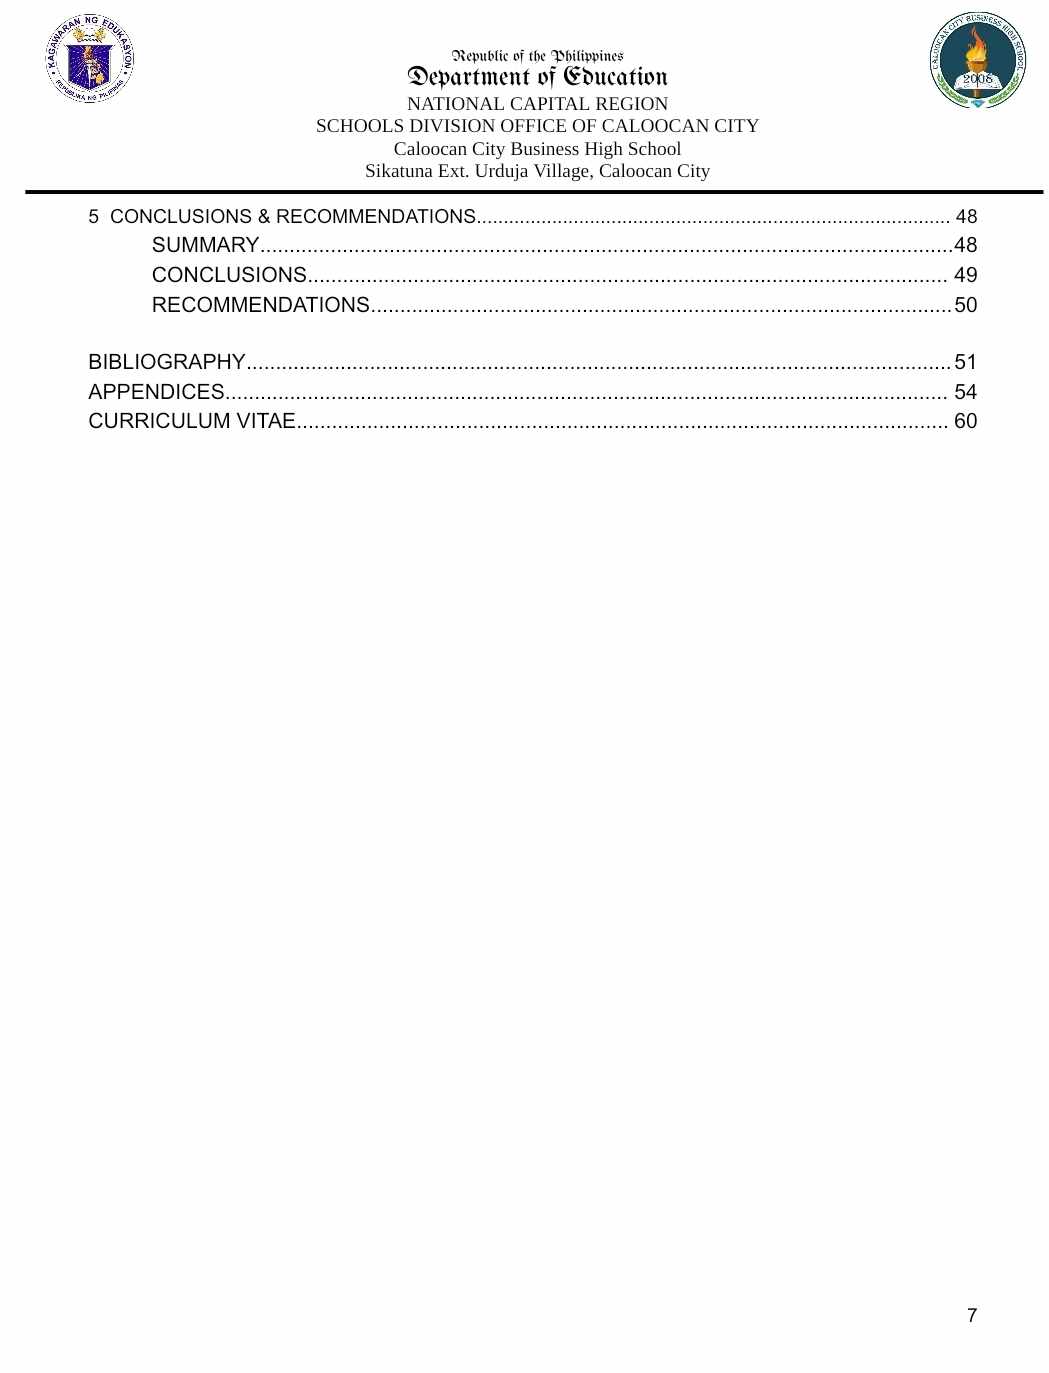 KAGAWARAN NG EDUKASYON
REPUBLIKA NG PILIPINAS
CALOOCAN CITY BUSINESS HIGH SCHOOL
2008
Republic of the Philippines
Department of Education
NATIONAL CAPITAL REGION
SCHOOLS DIVISION OFFICE OF CALOOCAN CITY
Caloocan City Business High School
Sikatuna Ext. Urduja Village, Caloocan City
5 CONCLUSIONS & RECOMMENDATIONS........................................................................................ 48
SUMMARY......................................................................................................................48
CONCLUSIONS............................................................................................................. 49
RECOMMENDATIONS...................................................................................................50
BIBLIOGRAPHY........................................................................................................................51
APPENDICES........................................................................................................................... 54
CURRICULUM VITAE............................................................................................................... 60
7